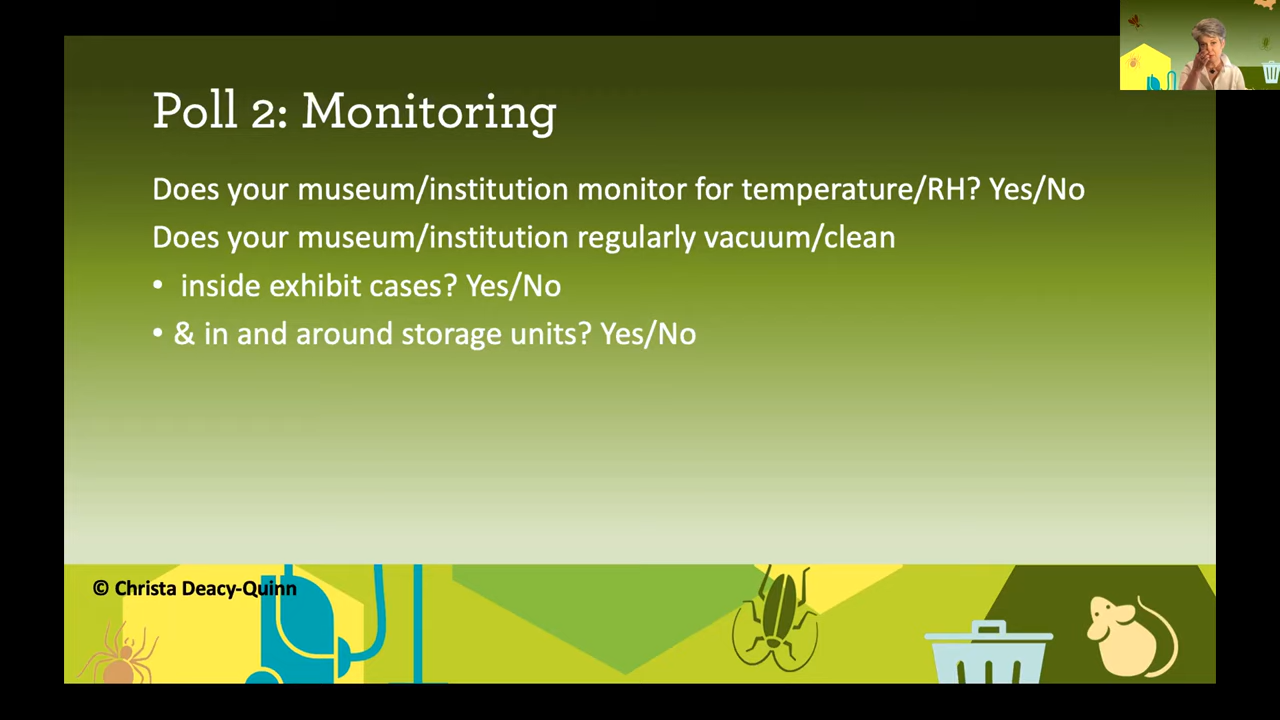 Poll 2: Monitoring
Does your museum/institution monitor for temperature/RH? Yes/No
Does your museum/institution regularly vacuum/clean
• inside exhibit cases? Yes/No
• & in and around storage units? Yes/No
© Christa Deacy-Quinn